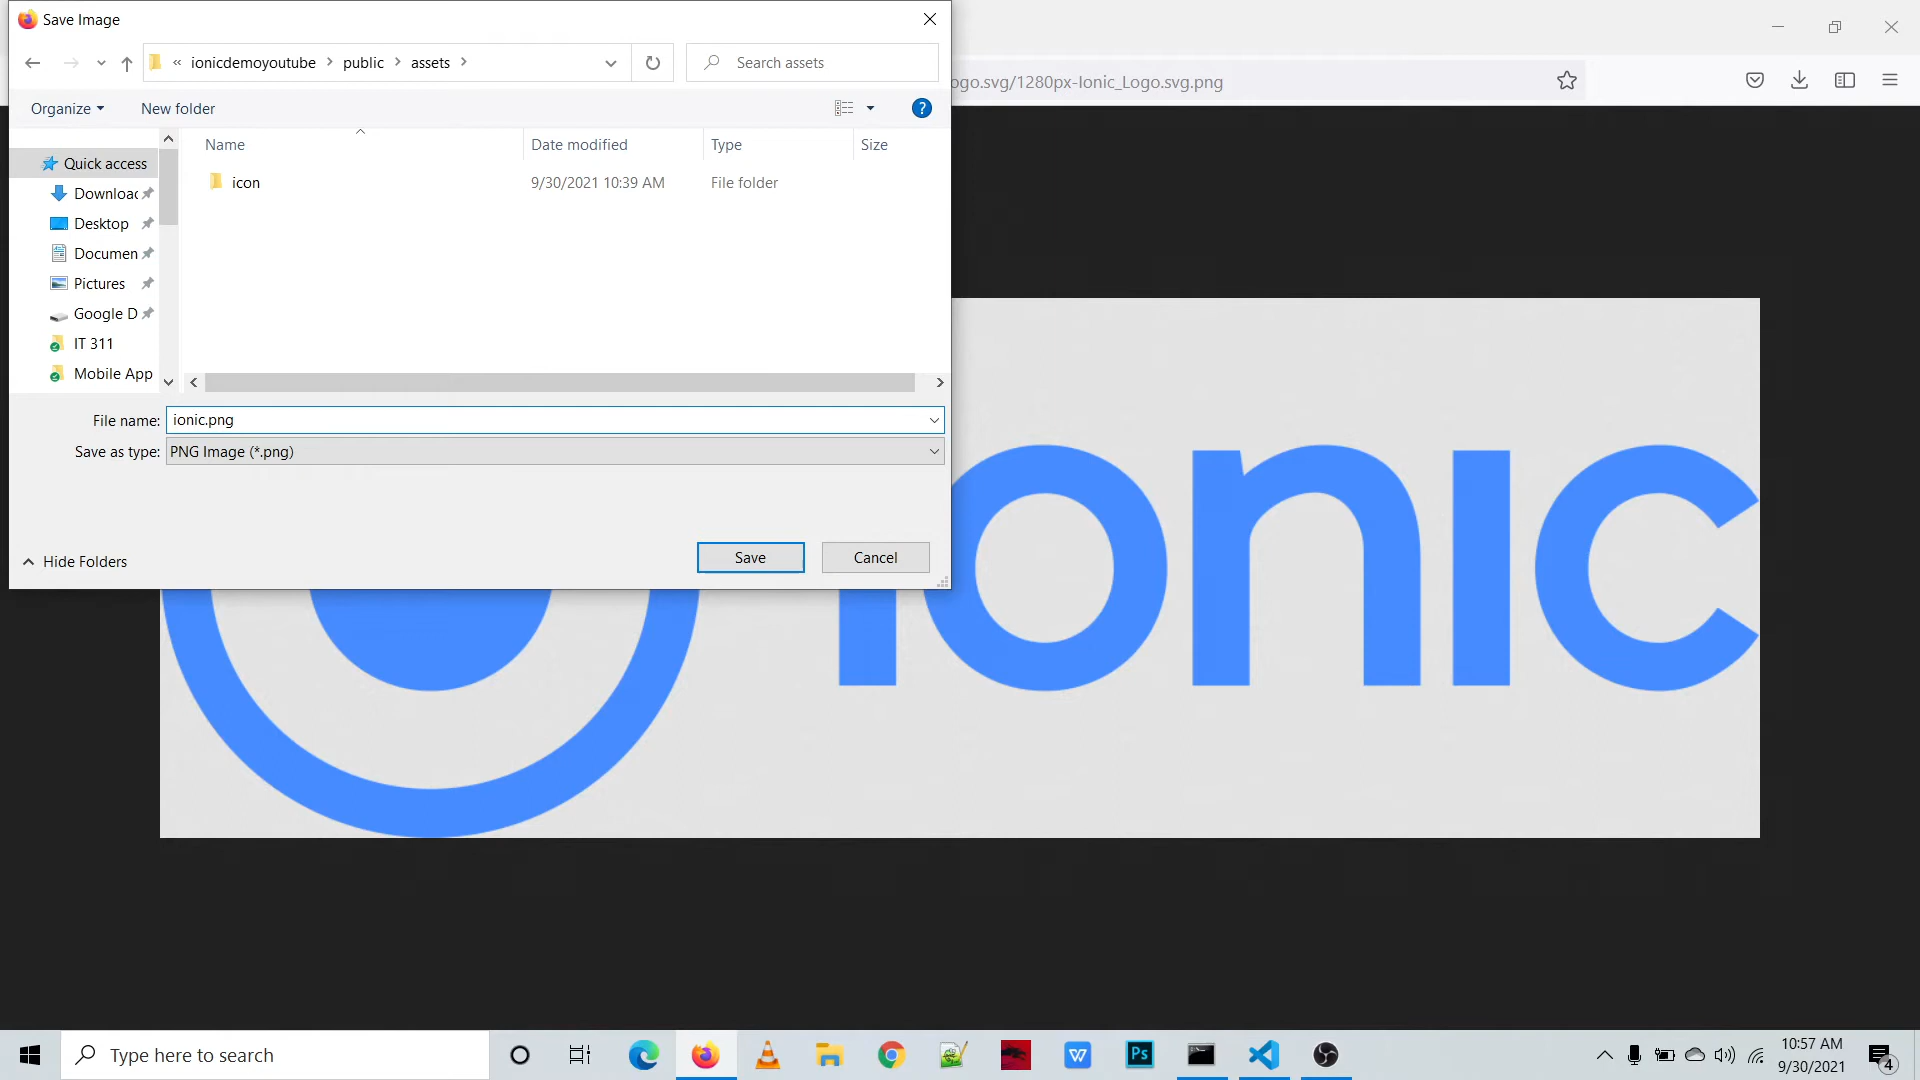 Save Image
« ionicdemoyoutube > public > assets >
Search assets
ogo.svg/1280px-Ionic_Logo.svg.png
Organize
New folder
?
Name
Date modified
Type
Size
Quick access
icon
9/30/2021 10:39 AM
File folder
Downloac
Desktop
Documen
Pictures
Google D
IT 311
Mobile App
File name:
ionic.png
Save as type:
PNG Image (*.png)
Save
Cancel
Hide Folders
ionic
Type here to search
W
Ps
10:57 AM
9/30/2021
4